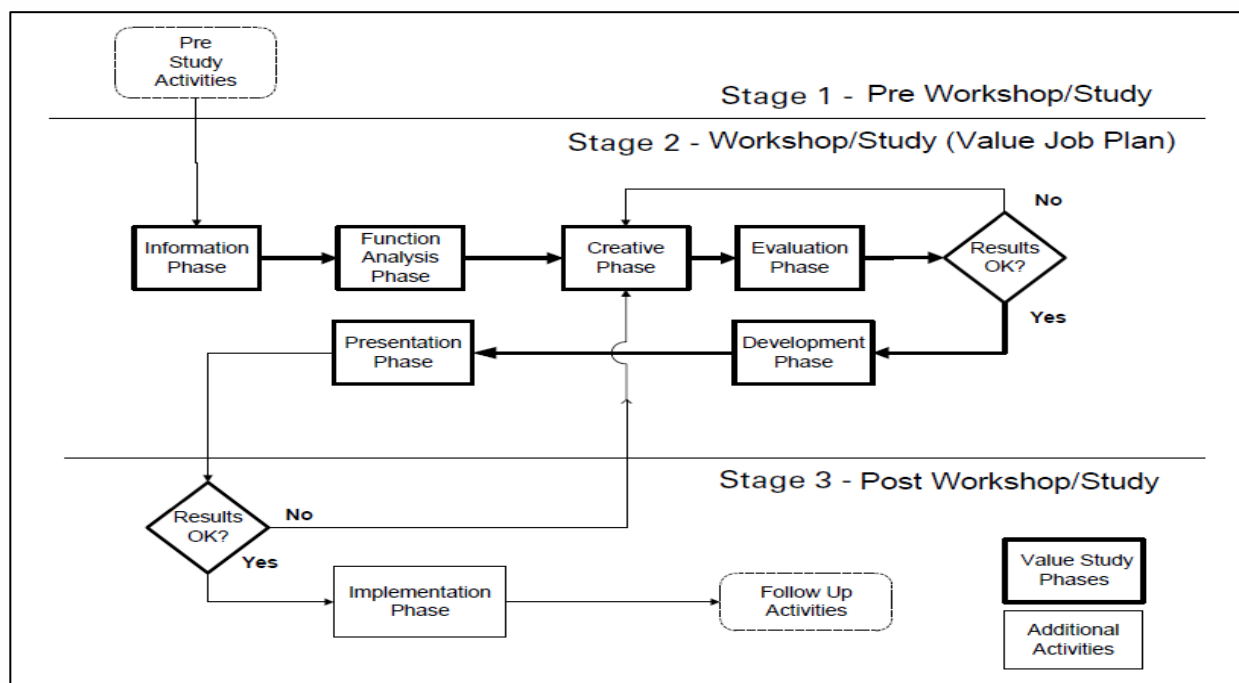 Pre
Study
Activities
Stage 1 - Pre Workshop/Study
Stage 2 - Workshop/Study (Value Job Plan)
No
Information
Phase
Function
Analysis
Phase
Creative
Phase
Evaluation
Phase
Results
OK?
Yes
Presentation
Phase
Development
Phase
Stage 3 - Post Workshop/Study
Results
OK?
No
Yes
Implementation
Phase
Follow Up
Activities
Value Study
Phases
Additional
Activities